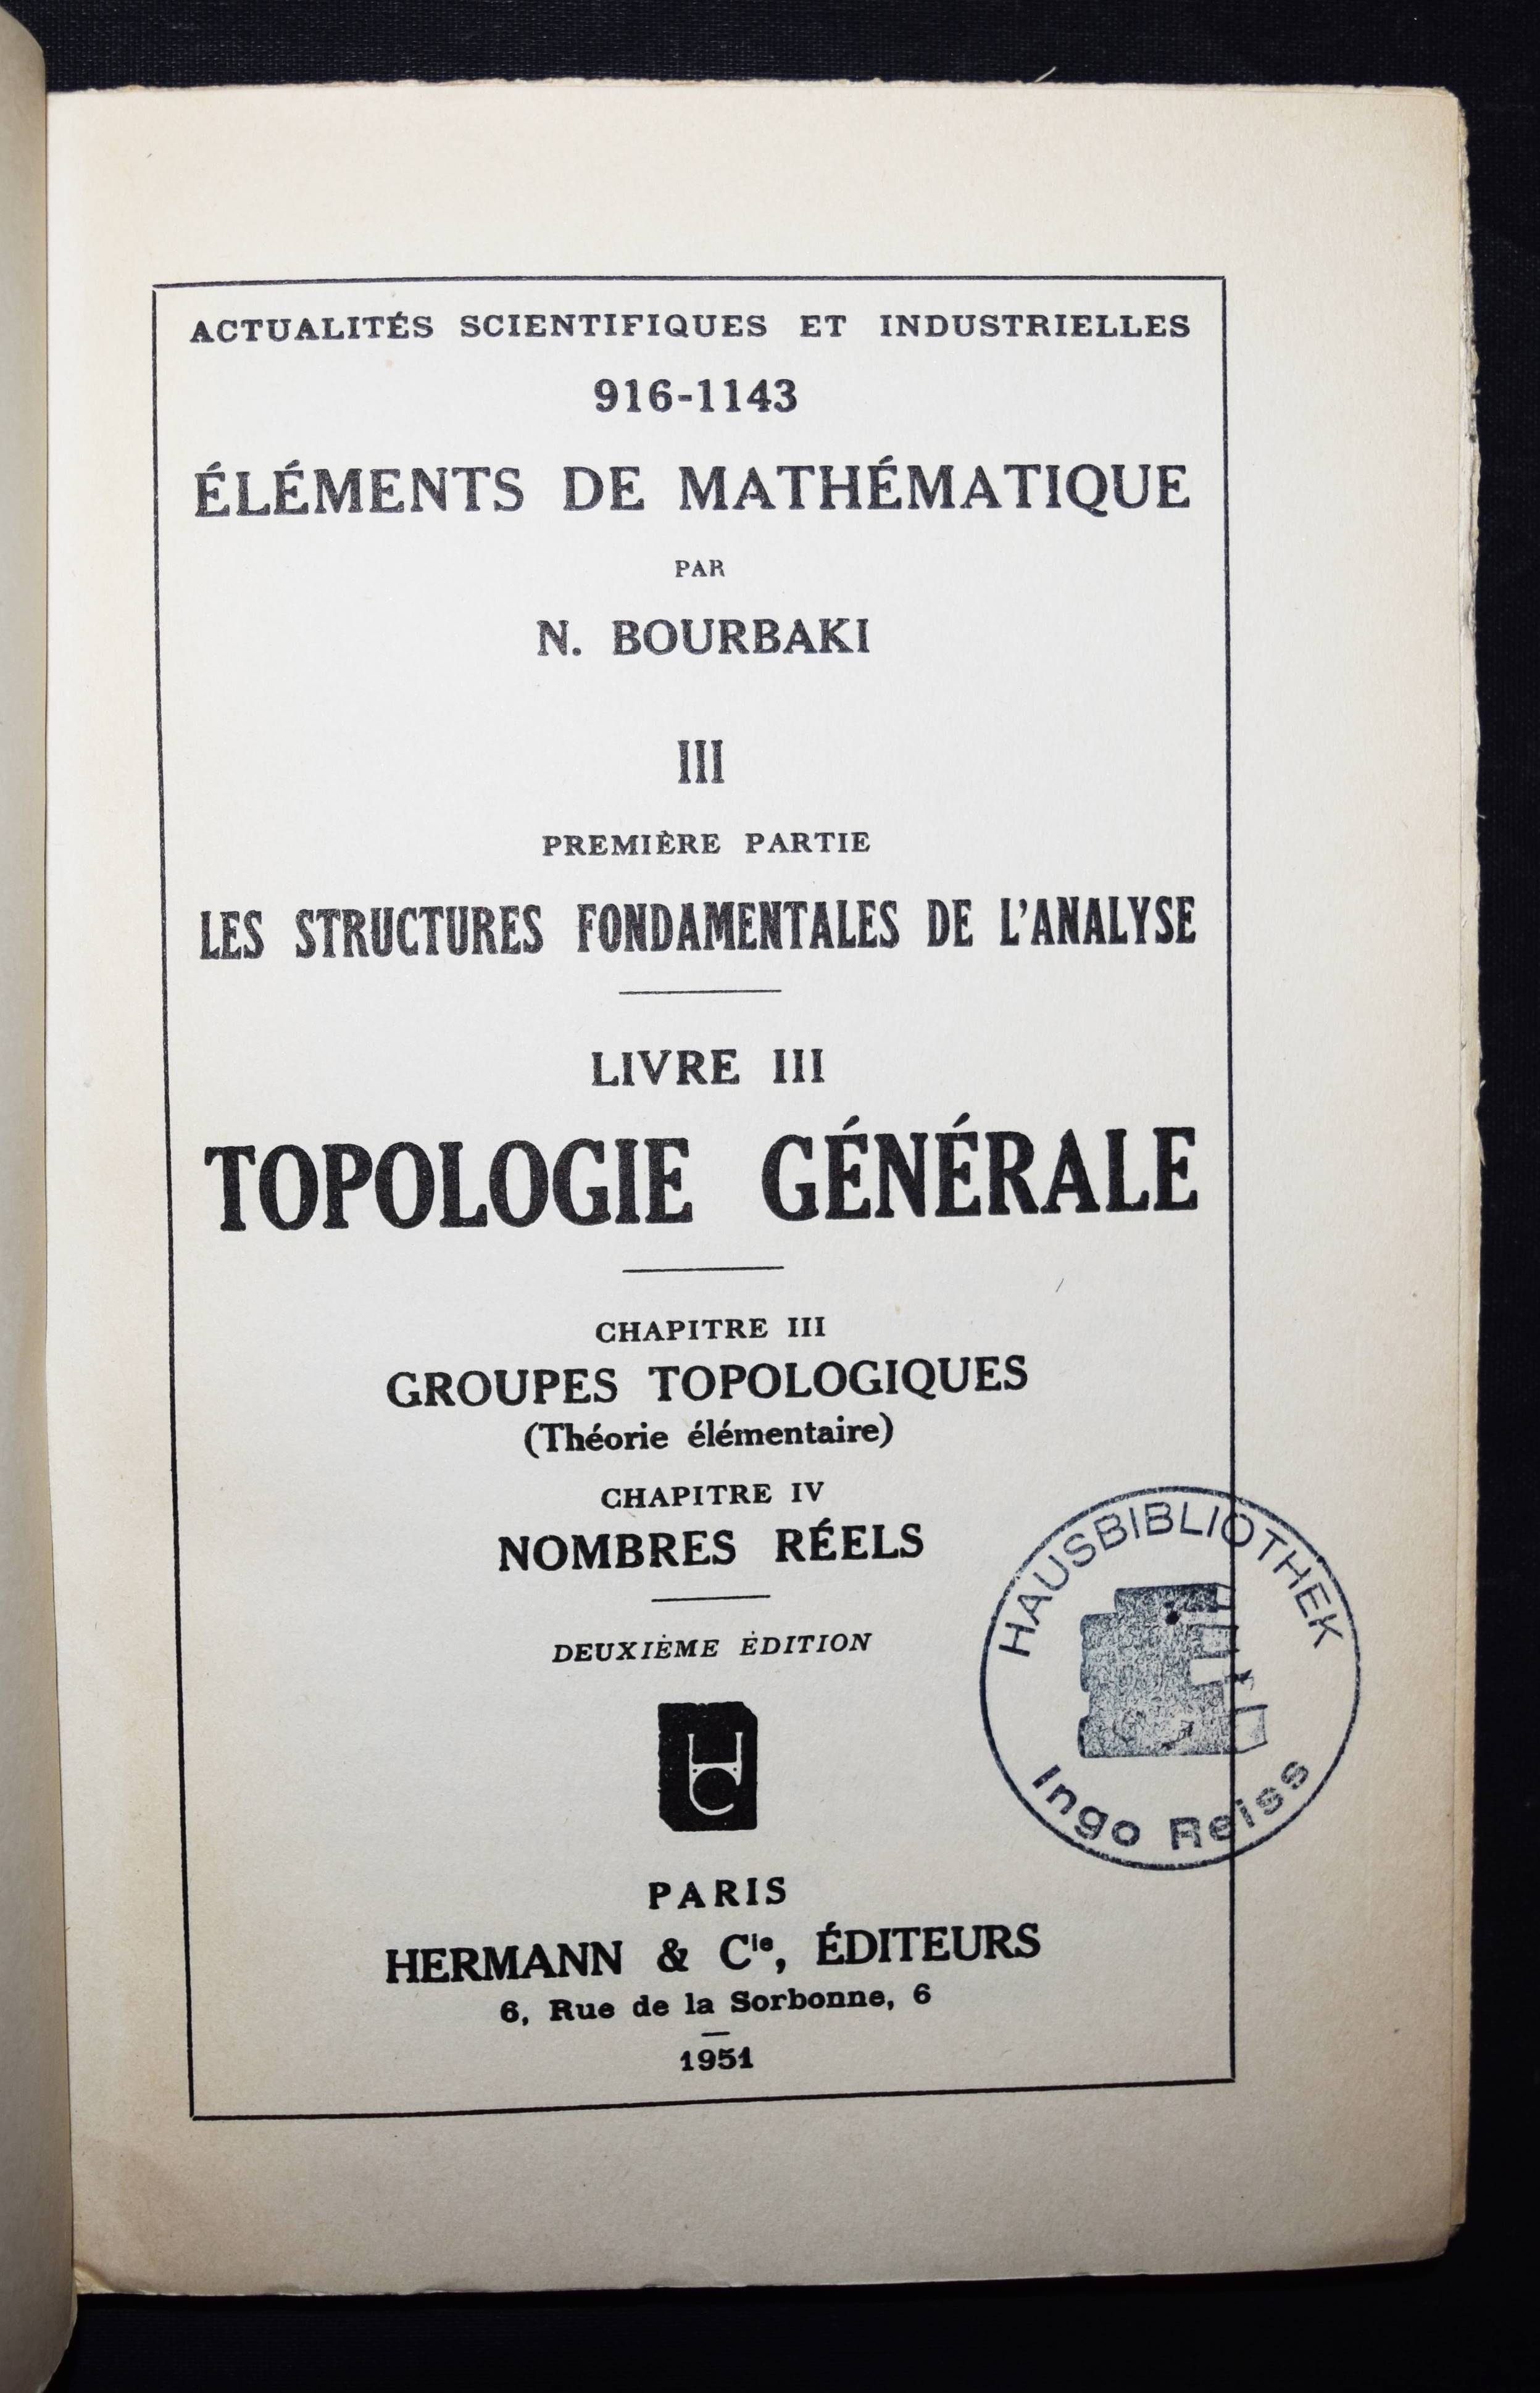 ACTUALITÉS SCIENTIFIQUES ET INDUSTRIELLES
916-1143
ÉLÉMENTS DE MATHÉMATIQUE
PAR
N. BOURBAKI
III
PREMIÈRE PARTIE
LES STRUCTURES FONDAMENTALES DE L'ANALYSE
LIVRE III
TOPOLOGIE GÉNÉRALE
CHAPITRE III
GROUPES TOPOLOGIQUES
(Théorie élémentaire)
CHAPITRE IV
NOMBRES RÉELS
DEUXIÈME ÉDITION
HAUSBIBLIOTHEK
Ingo Reiss
HC
PARIS
HERMANN & Cie, ÉDITEURS
6, Rue de la Sorbonne, 6
1951